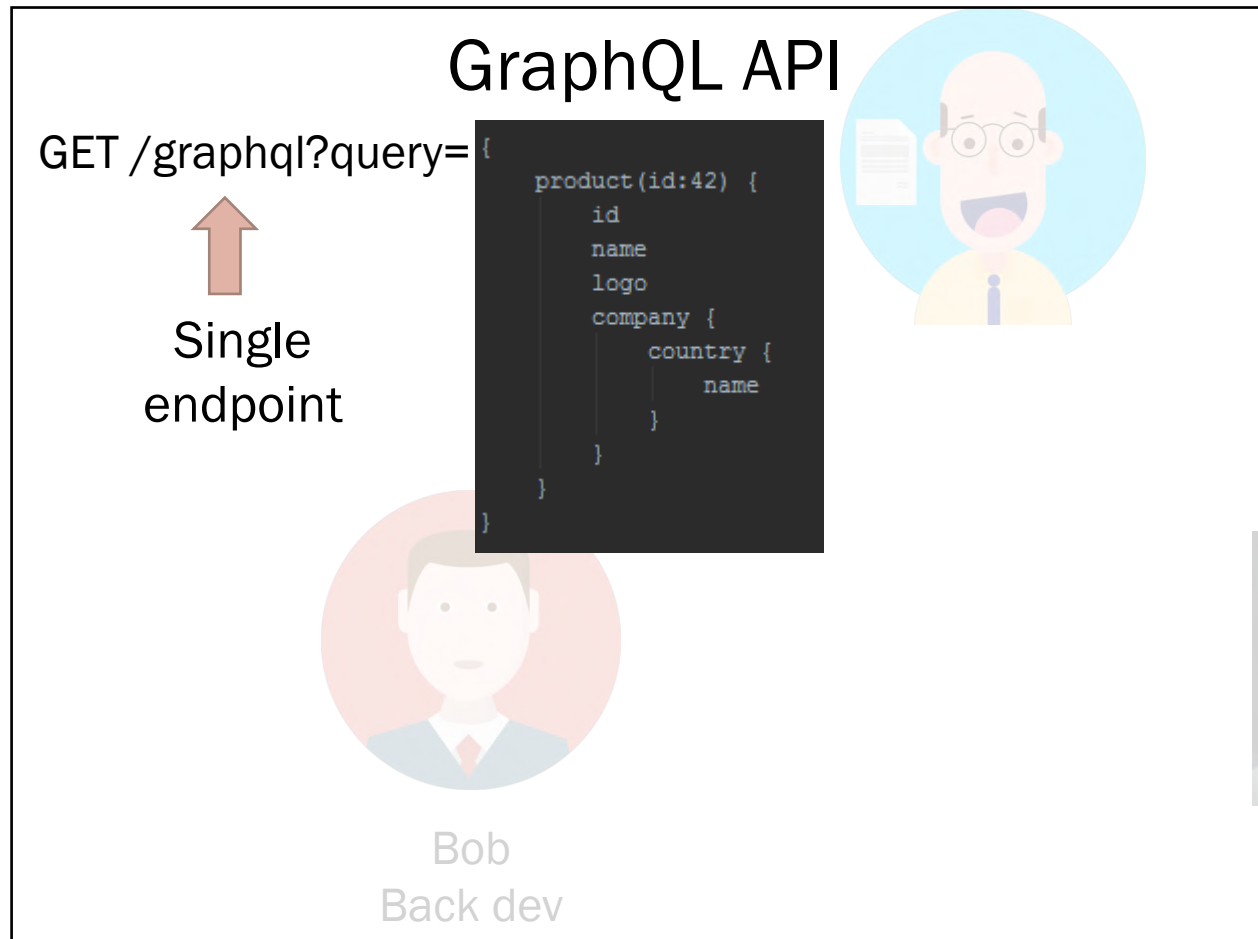 GraphQL API
GET /graphql?query=
{
product(id:42) {
id
name
logo
company {
country {
name
}
}
}
}
Single
endpoint
Bob
Back dev